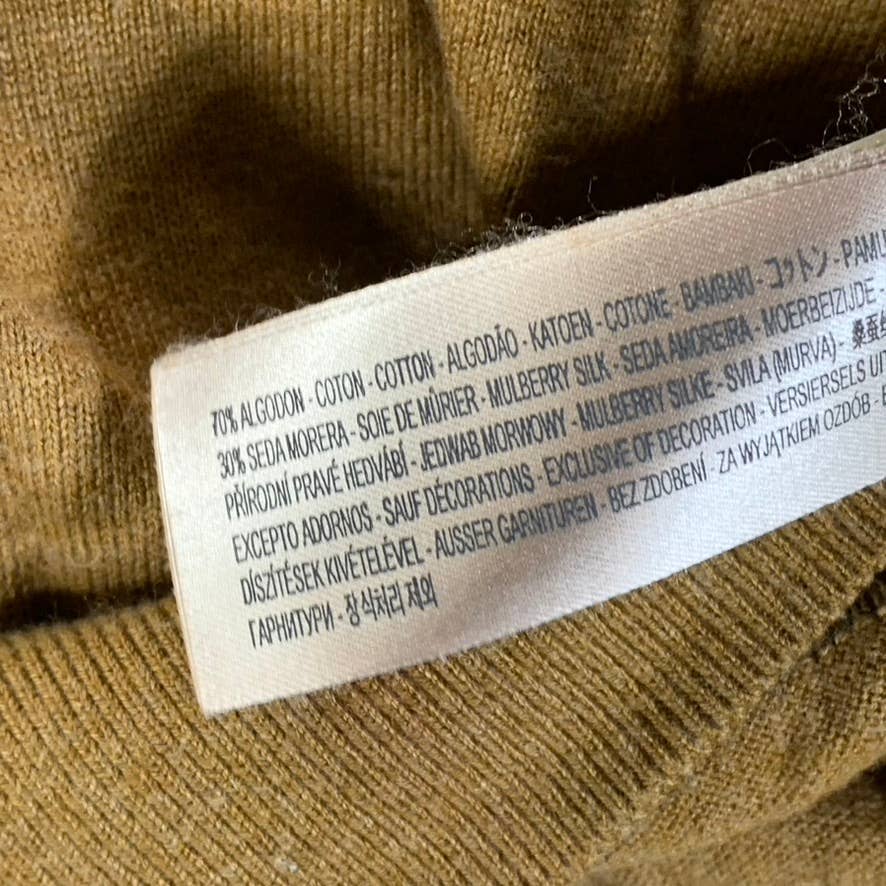 70% ALGODON - COTON - COTTON - ALGODÃO - KATOEN - COTONE - BAMBAKI - コットン - PAMU
30% SEDA MORERA - SOIE DE MÛRIER - MULBERRY SILK - SEDA AMOREIRA - MOERBEIZIJDE -
PŘÍRODNÍ PRAVÉ HEDVÁBÍ - JEDWAB MORWOWY - MULBERRY SILKE - SVILA (MURVA) - 桑蚕
EXCEPTO ADORNOS - SAUF DÉCORATIONS - EXCLUSIVE OF DECORATION - VERSIERSELS
DÍSZÍTÉSEK KIVÉTELÉVEL - AUSSER GARNITUREN - BEZ ZDOBENÍ - ZA WYJĄTKIEM OZDÓB -
ГАРНИТУРИ - 장식처리 제외